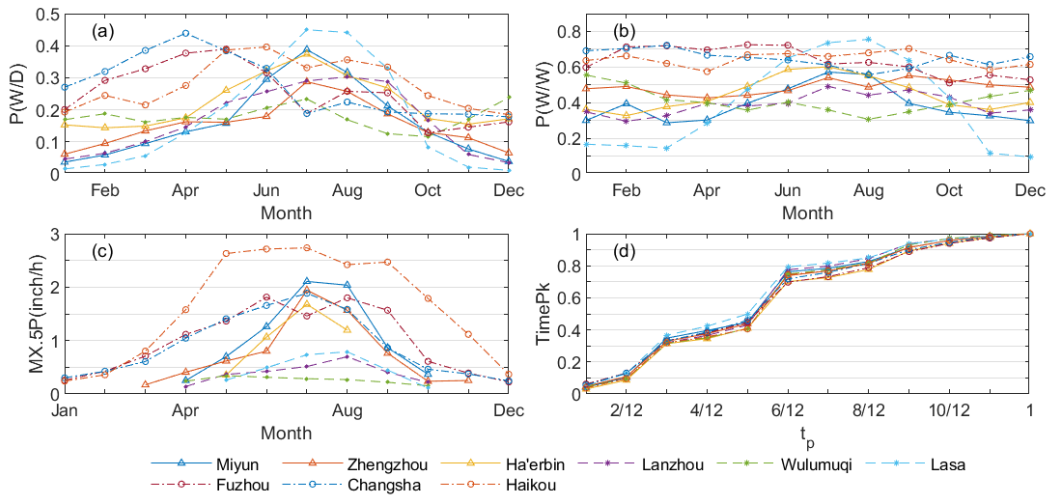 (a)
P(W/D)
0.5
0.4
0.3
0.2
0.1
0
Feb Apr Jun Aug Oct Dec
Month
(b)
P(W/W)
0.8
0.6
0.4
0.2
0
Feb Apr Jun Aug Oct Dec
Month
(c)
MX.5P(inch/h)
3
2
1
0
Jan Apr Aug Dec
Month
(d)
TimePk
1
0.8
0.6
0.4
0.2
0
2/12 4/12 6/12 8/12 10/12 1
t_p
Miyun Zhengzhou Ha'erbin Lanzhou Wulumuqi Lasa
Fuzhou Changsha Haikou